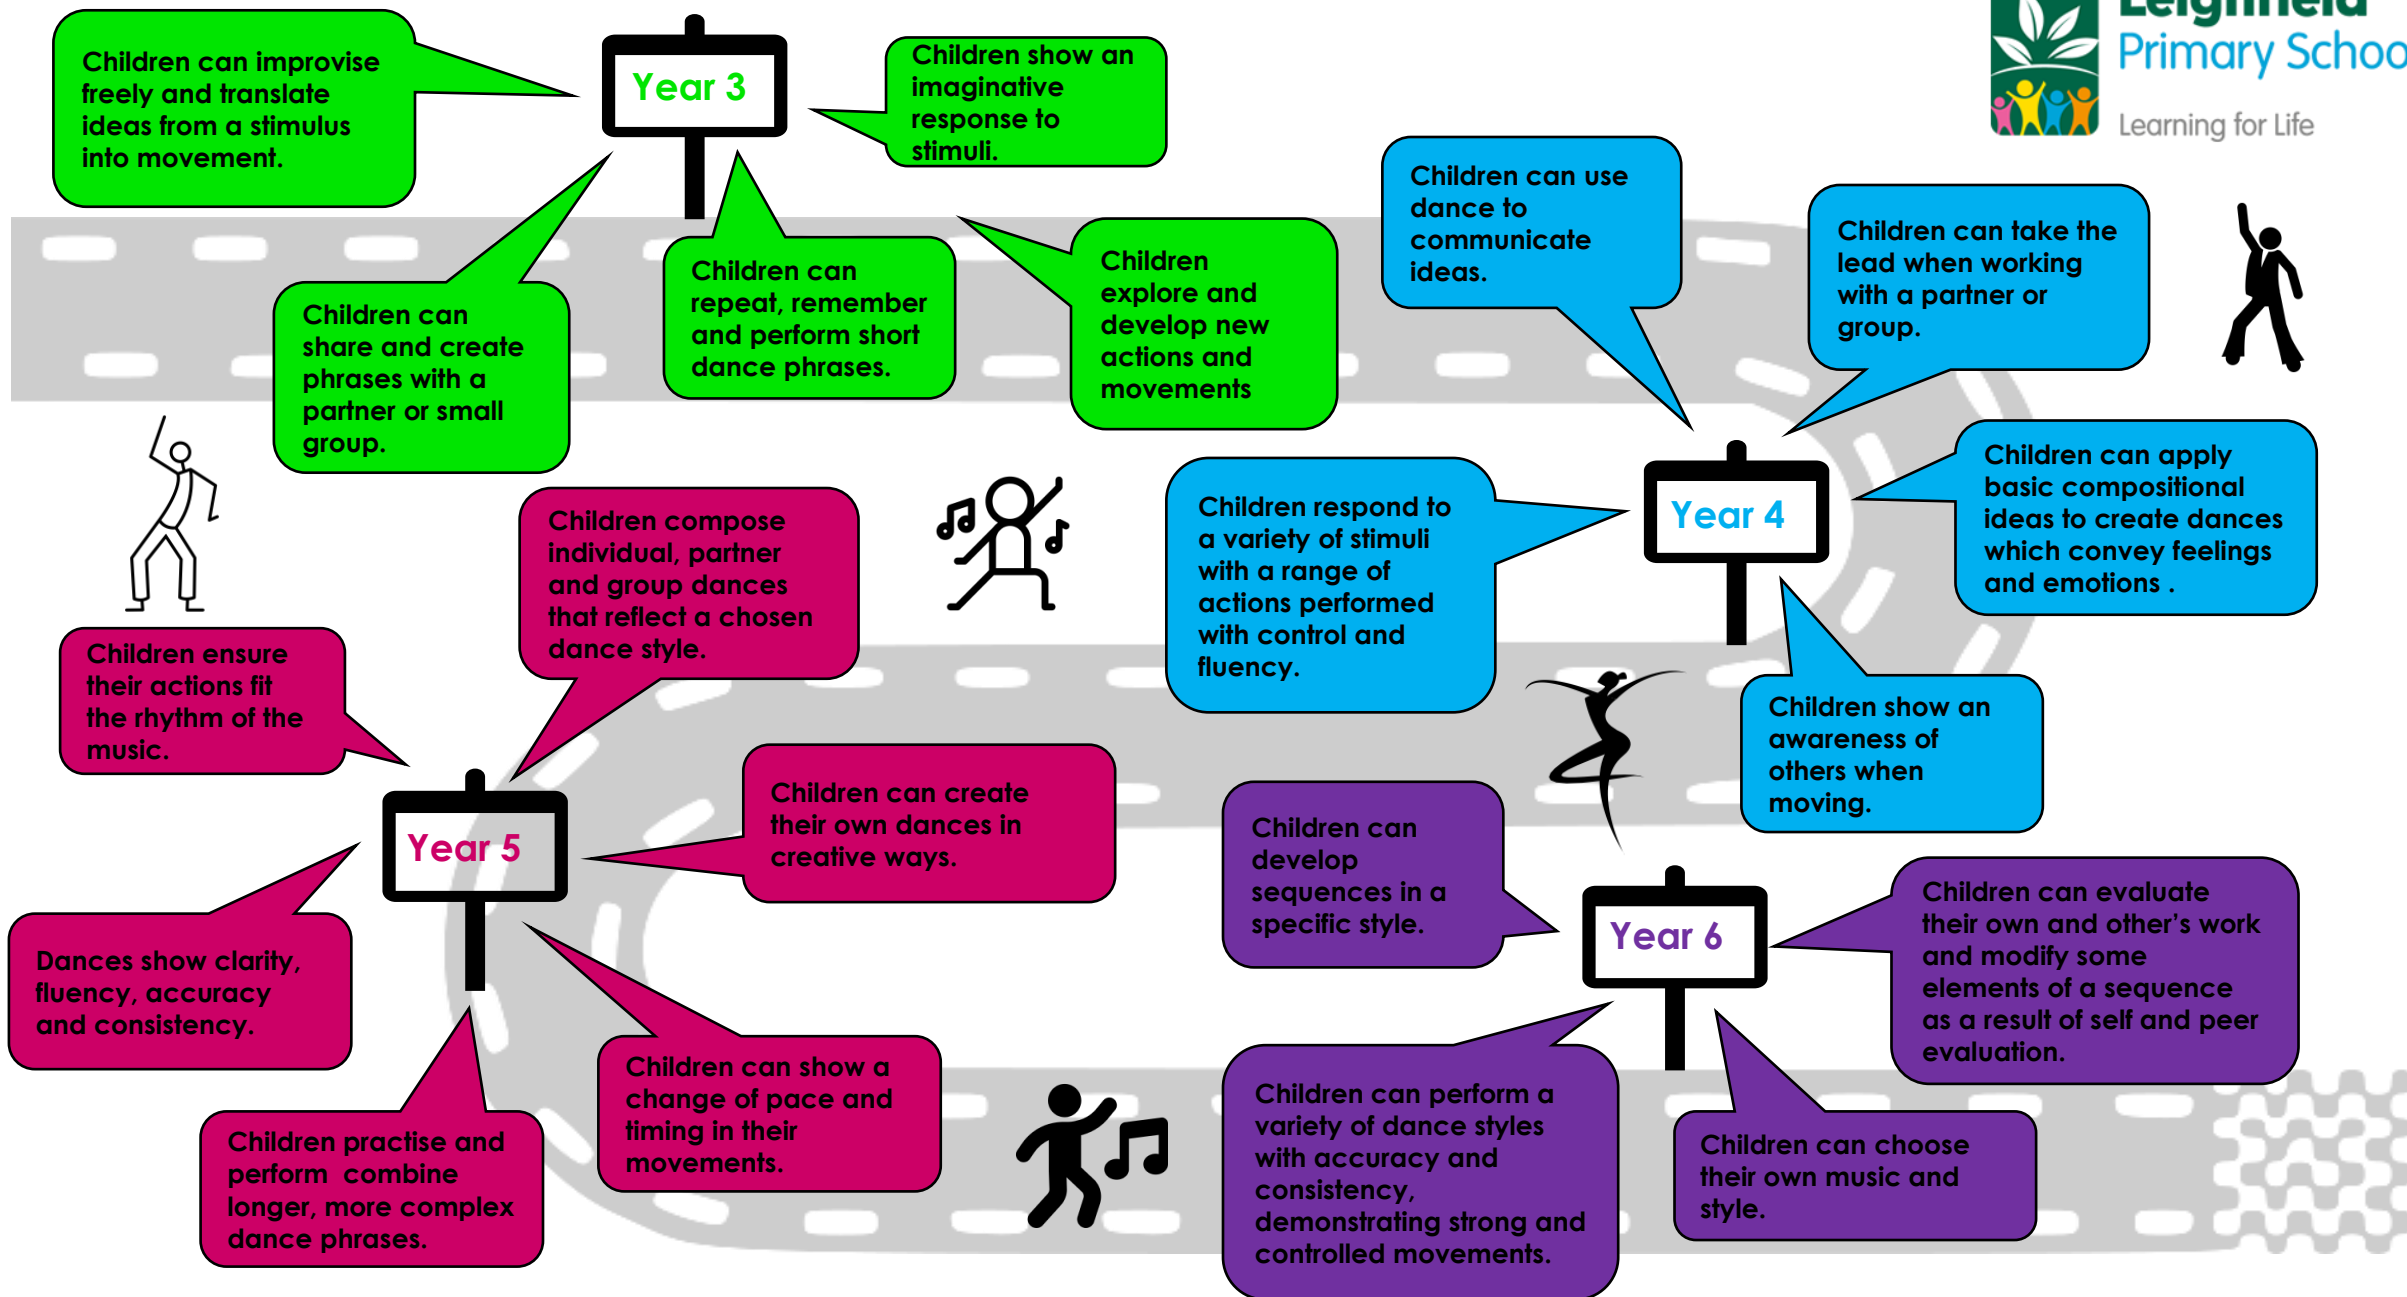 Leighfield
Primary School
Learning for Life
Children can improvise
freely and translate
ideas from a stimulus
into movement.
Year 3
Children show an
imaginative
response to
stimuli.
Children can
share and create
phrases with a
partner or small
group.
Children can
repeat, remember
and perform short
dance phrases.
Children
explore and
develop new
actions and
movements
Children can use
dance to
communicate
ideas.
Children can take the
lead when working
with a partner or
group.
Children respond to
a variety of stimuli
with a range of
actions performed
with control and
fluency.
Year 4
Children can apply
basic compositional
ideas to create dances
which convey feelings
and emotions .
Children show an
awareness of
others when
moving.
Children compose
individual, partner
and group dances
that reflect a chosen
dance style.
Children ensure
their actions fit
the rhythm of the
music.
Year 5
Children can create
their own dances in
creative ways.
Dances show clarity,
fluency, accuracy
and consistency.
Children practise and
perform  combine
longer, more complex
dance phrases.
Children can show a
change of pace and
timing in their
movements.
Children can
develop
sequences in a
specific style.
Year 6
Children can evaluate
their own and other’s work
and modify some
elements of a sequence
as a result of self and peer
evaluation.
Children can perform a
variety of dance styles
with accuracy and
consistency,
demonstrating strong and
controlled movements.
Children can choose
their own music and
style.